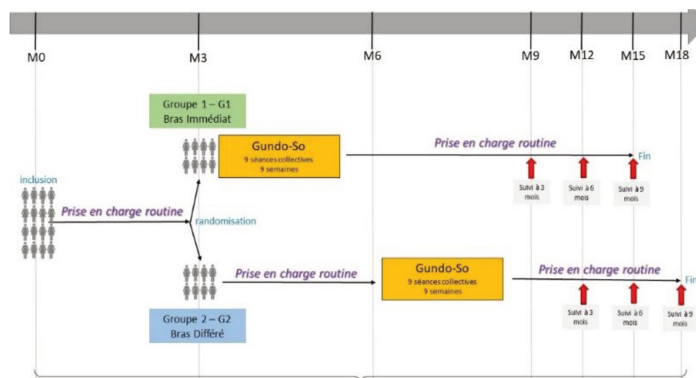 M0
M3
M6
M9
M12
M15
M18
Groupe 1 – G1
Bras Immédiat
Gundo-So
9 séances collectives
9 semaines
Prise en charge routine
Fin
inclusion
Suivi à 3
mois
Suivi à 6
mois
Suivi à 9
mois
Prise en charge routine
randomisation
Prise en charge routine
Gundo-So
9 séances collectives
9 semaines
Prise en charge routine
Fin
Groupe 2 – G2
Bras Différé
Suivi à 3
mois
Suivi à 6
mois
Suivi à 9
mois